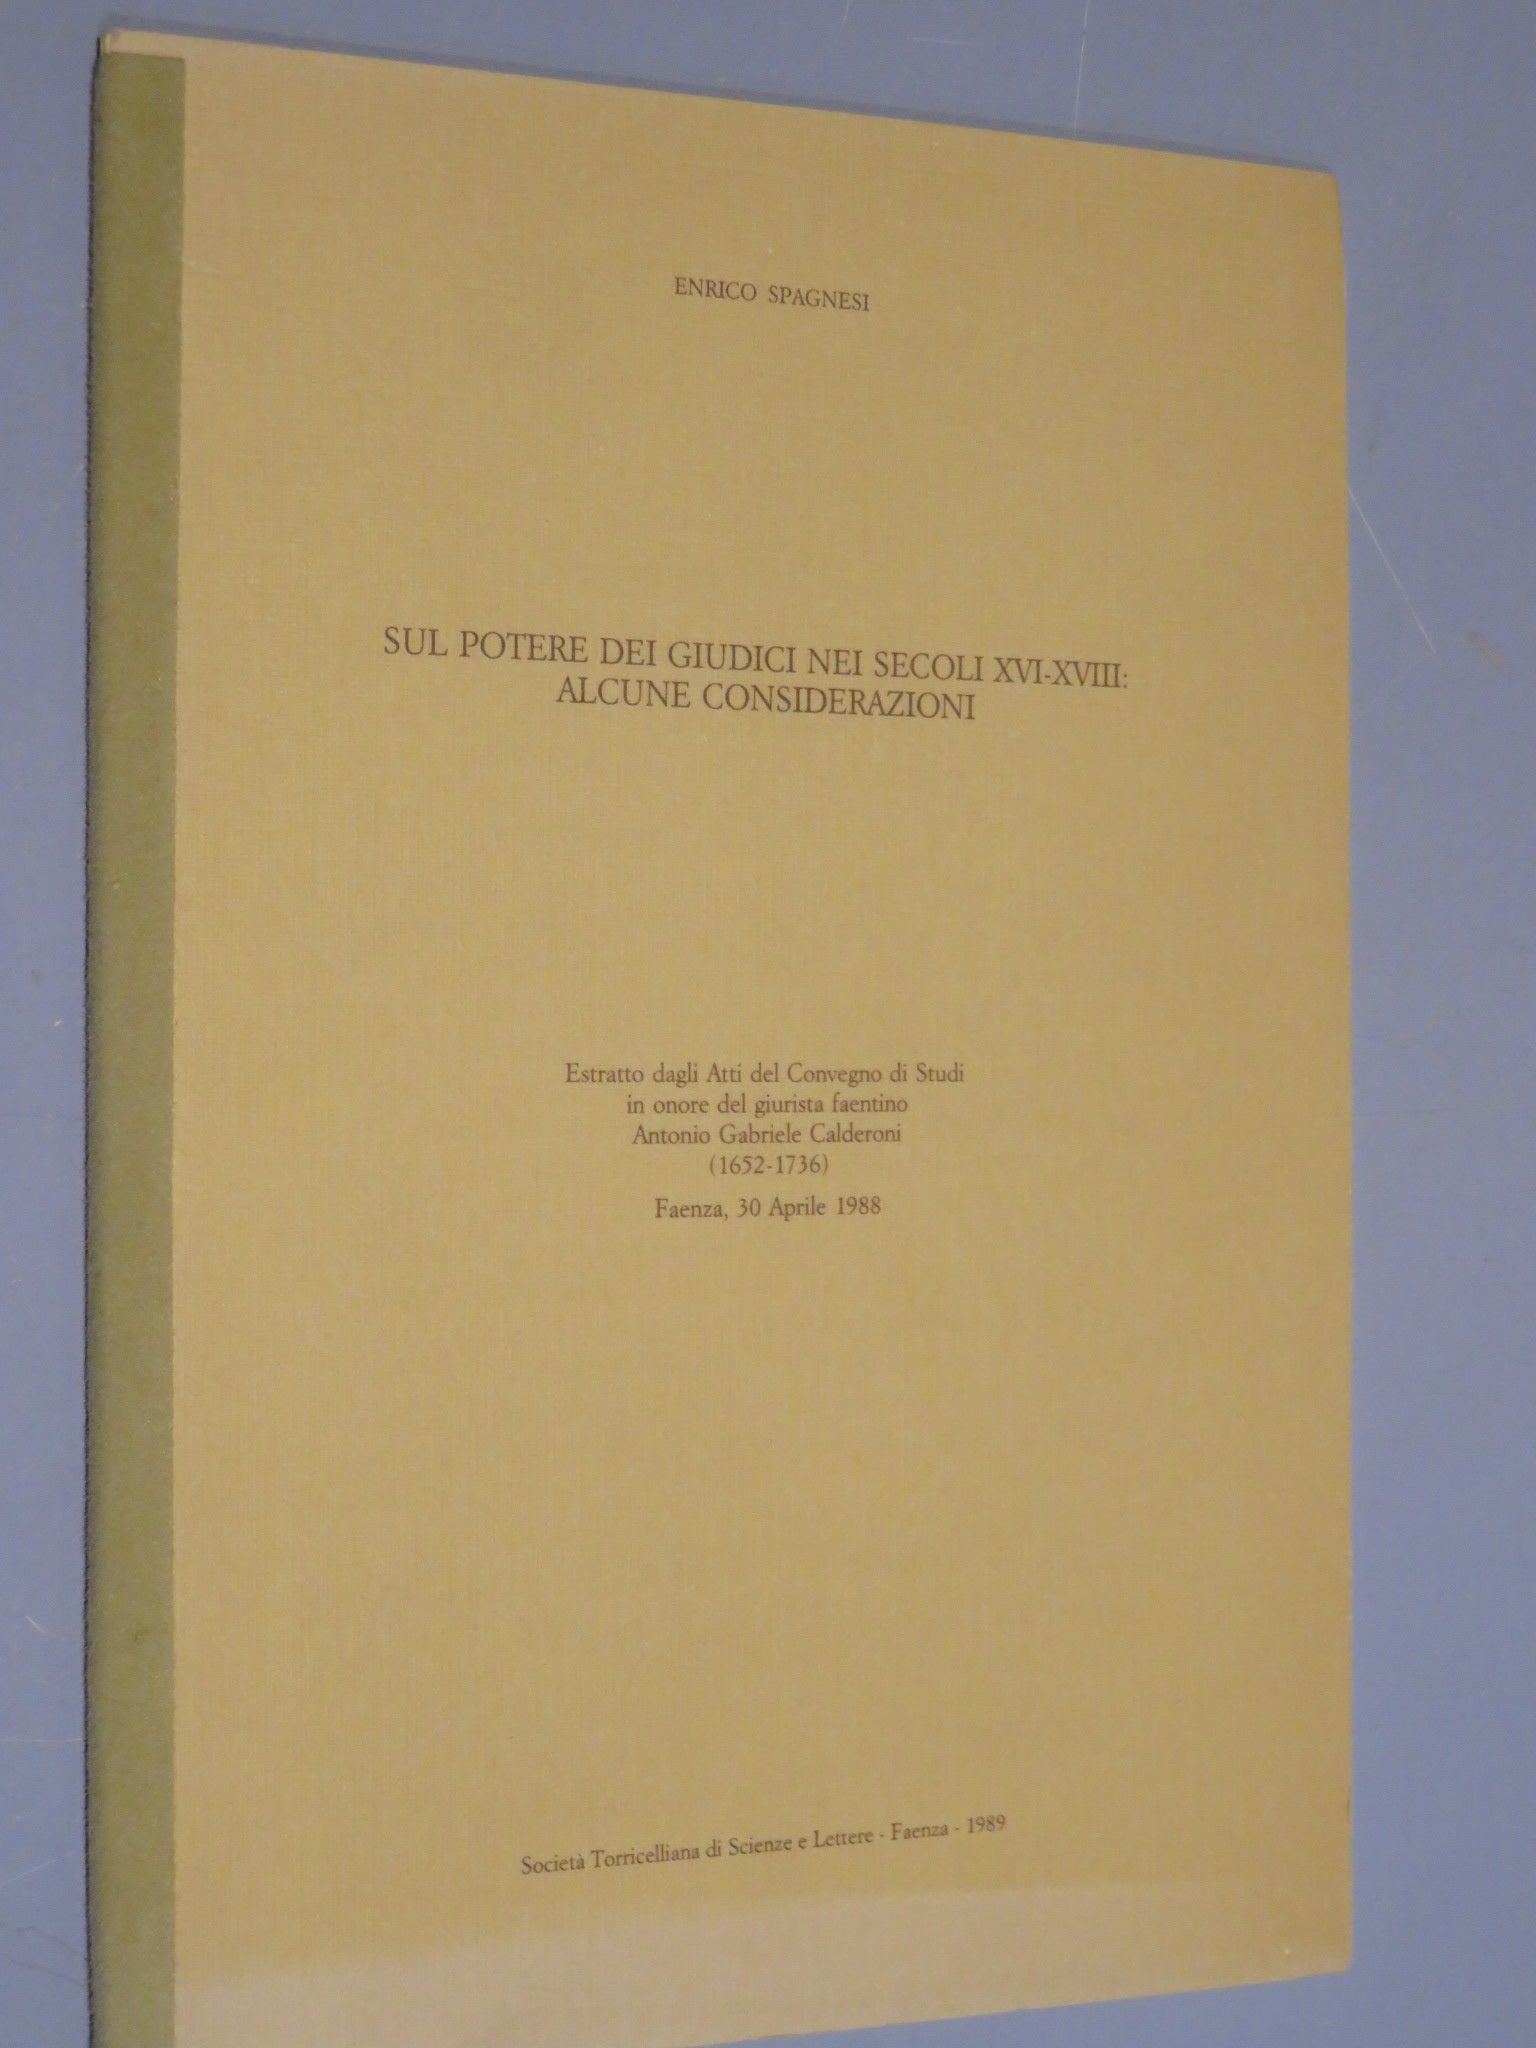 ENRICO SPAGNESI
SUL POTERE DEI GIUDICI NEI SECOLI XVI-XVIII:
ALCUNE CONSIDERAZIONI
Estratto dagli Atti del Convegno di Studi
in onore del giurista faentino
Antonio Gabriele Calderoni
(1652-1736)
Faenza, 30 Aprile 1988
Società Torricelliana di Scienze e Lettere - Faenza - 1989